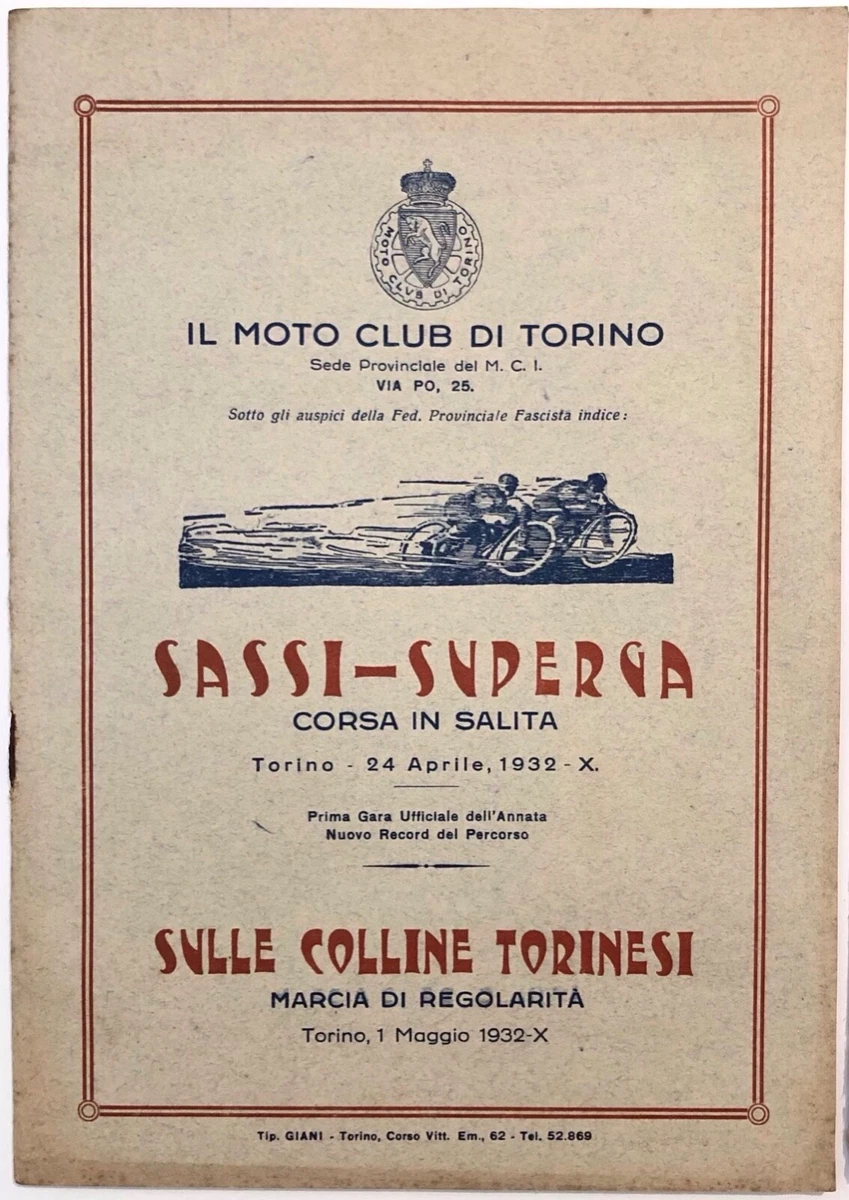 MOTO CLUB DI TORINO
IL MOTO CLUB DI TORINO
Sede Provinciale del M. C. I.
VIA PO, 25.
Sotto gli auspici della Fed. Provinciale Fascista indice:
SASSI-SUPERGA
CORSA IN SALITA
Torino - 24 Aprile, 1932 - X.
Prima Gara Ufficiale dell'Annata
Nuovo Record del Percorso
SULLE COLLINE TORINESI
MARCIA DI REGOLARITÀ
Torino, 1 Maggio 1932-X
Tip. GIANI - Torino, Corso Vitt. Em., 62 - Tel. 52.869